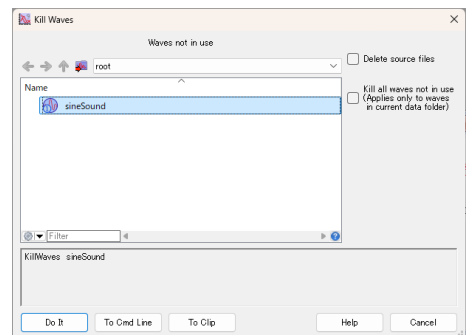 Kill Waves
Waves not in use
root
Delete source files
Name
Kill all waves not in use
(Applies only to waves
in current data folder)
sineSound
Filter
KillWaves sineSound
Do It
To Cmd Line
To Clip
Help
Cancel